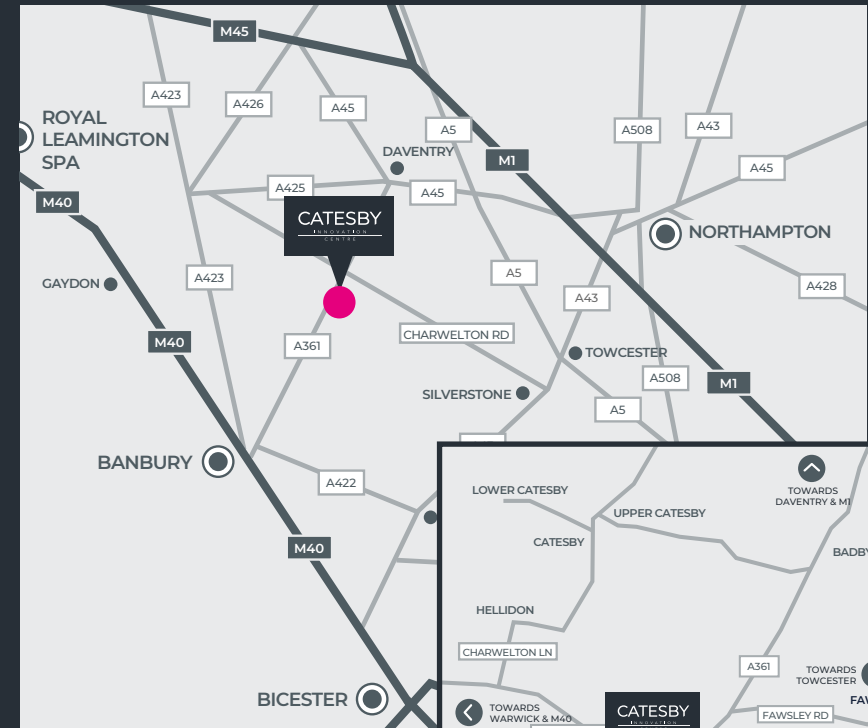 M45
A423
A426
A45
ROYAL
LEAMINGTON
SPA
A5
A508
A43
DAVENTRY
M1
A45
M40
A425
A45
CATESBY
INNOVATION
CENTRE
NORTHAMPTON
GAYDON
A423
A5
A428
A43
M40
A361
CHARWELTON RD
TOWCESTER
SILVERSTONE
A508
M1
A5
BANBURY
A422
M40
BICESTER
LOWER CATESBY
TOWARDS
DAVENTRY & M1
UPPER CATESBY
CATESBY
BADBY
HELLIDON
CHARWELTON LN
A361
TOWARDS
TOWCESTER
FAW
TOWARDS
WARWICK & M40
CATESBY
INNOVATION
FAWSLEY RD